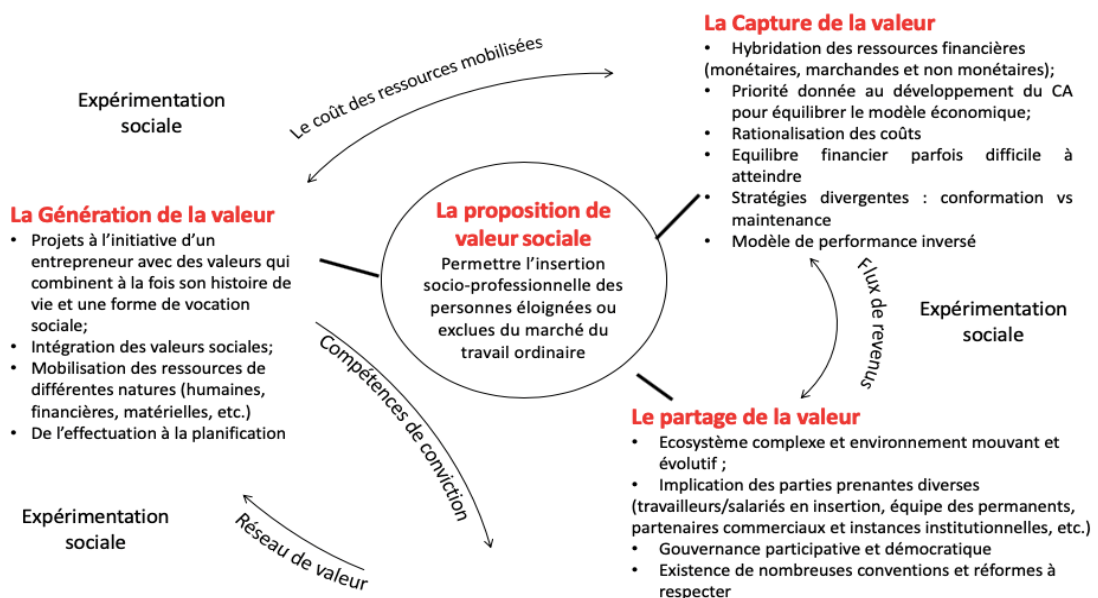 La Capture de la valeur
• Hybridation des ressources financières
(monétaires, marchandes et non monétaires);
• Priorité donnée au développement du CA
pour équilibrer le modèle économique;
• Rationalisation des coûts
• Equilibre financier parfois difficile à
atteindre
• Stratégies divergentes : conformation vs
maintenance
• Modèle de performance inversé
Le coût des ressources mobilisées
Expérimentation
sociale
La Génération de la valeur
• Projets à l’initiative d’un
entrepreneur avec des valeurs qui
combinent à la fois son histoire de
vie et une forme de vocation
sociale;
• Intégration des valeurs sociales;
• Mobilisation des ressources de
différentes natures (humaines,
financières, matérielles, etc.)
• De l’effectuation à la planification
La proposition de
valeur sociale
Permettre l’insertion
socio-professionnelle des
personnes éloignées ou
exclues du marché du
travail ordinaire
Flux de revenus
Expérimentation
sociale
Compétences de conviction
Le partage de la valeur
• Ecosystème complexe et environnement mouvant et
évolutif ;
• Implication des parties prenantes diverses
(travailleurs/salariés en insertion, équipe des permanents,
partenaires commerciaux et instances institutionnelles, etc.)
• Gouvernance participative et démocratique
• Existence de nombreuses conventions et réformes à
respecter
Expérimentation
sociale
Réseau de valeur